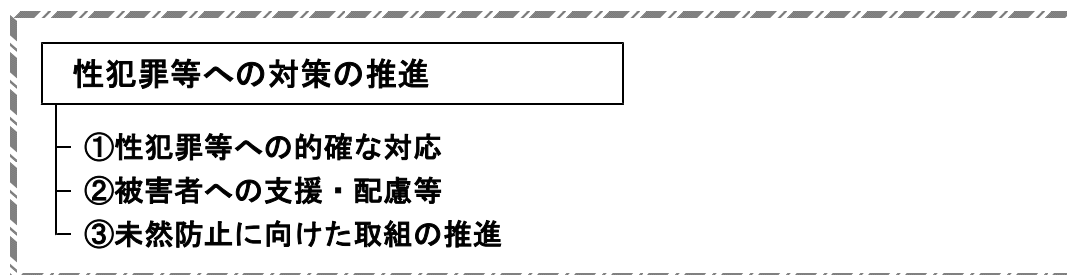 性犯罪等への対策の推進
①性犯罪等への的確な対応
②被害者への支援・配慮等
③未然防止に向けた取組の推進